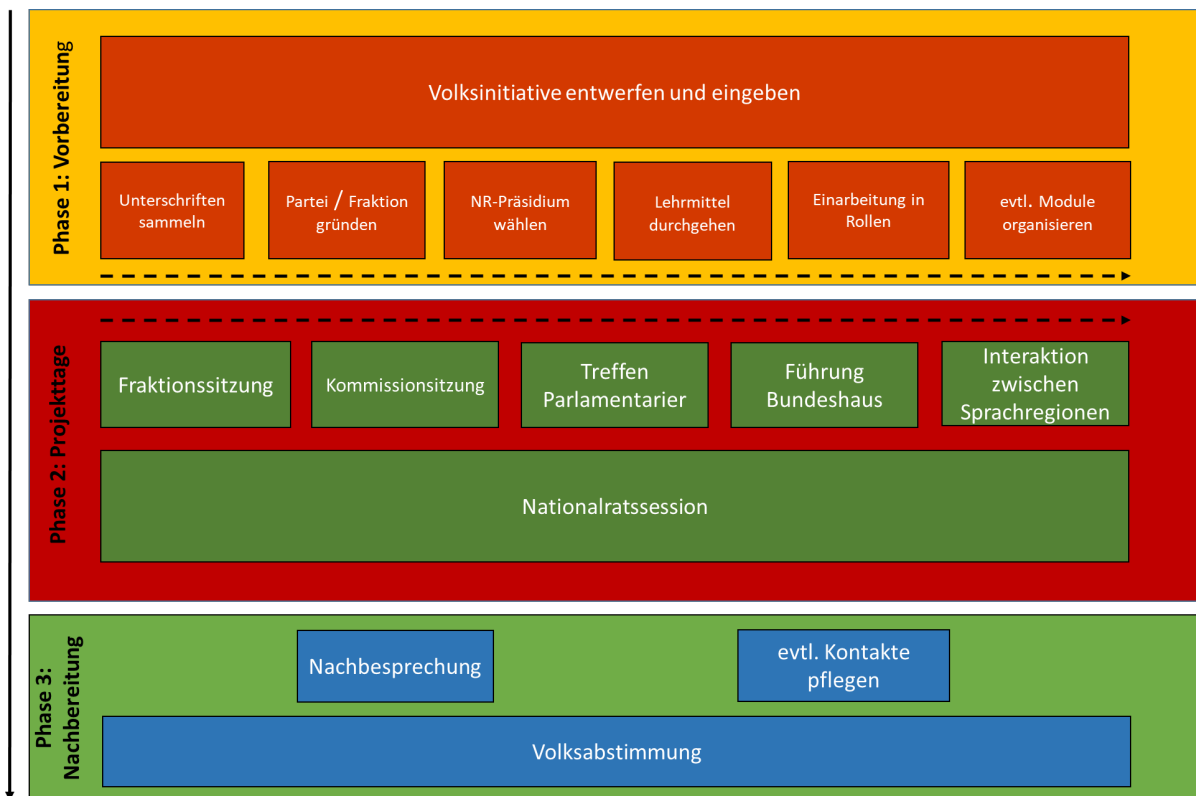 Phase 1: Vorbereitung
Volksinitiative entwerfen und eingeben
Unterschriften
sammeln
Partei / Fraktion
gründen
NR-Präsidium
wählen
Lehrmittel
durchgehen
Einarbeitung in
Rollen
evtl. Module
organisieren
Phase 2: Projekttage
Fraktionssitzung
Kommissionsitzung
Treffen
Parlamentarier
Führung
Bundeshaus
Interaktion
zwischen
Sprachregionen
Nationalratssession
Phase 3:
Nachbereitung
Nachbesprechung
evtl. Kontakte
pflegen
Volksabstimmung